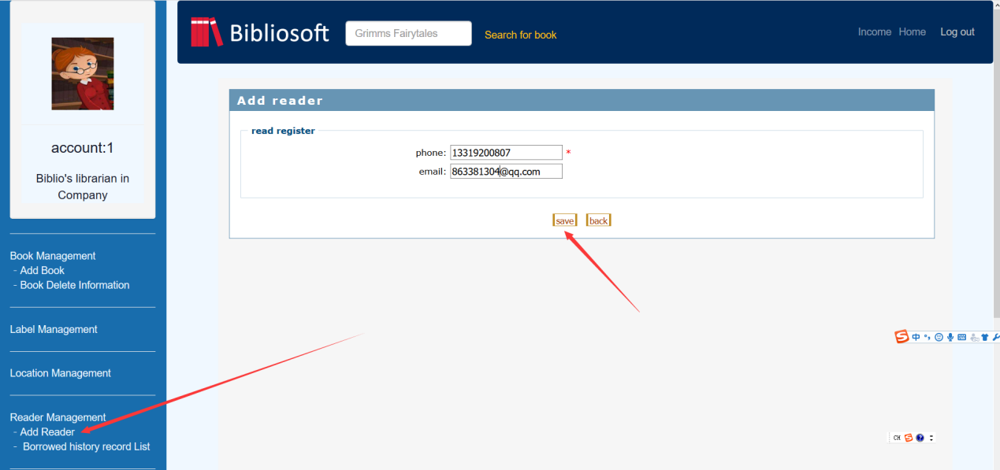 account:1
Biblio's librarian in
Company
Book Management
- Add Book
- Book Delete Information
Label Management
Location Management
Reader Management
- Add Reader
- Borrowed history record List
Bibliosoft
Grimms Fairytales
Search for book
Income Home Log out
Add reader
read register
phone: 13319200807 *
email: 863381304@qq.com
save back
S 中
CH S ?